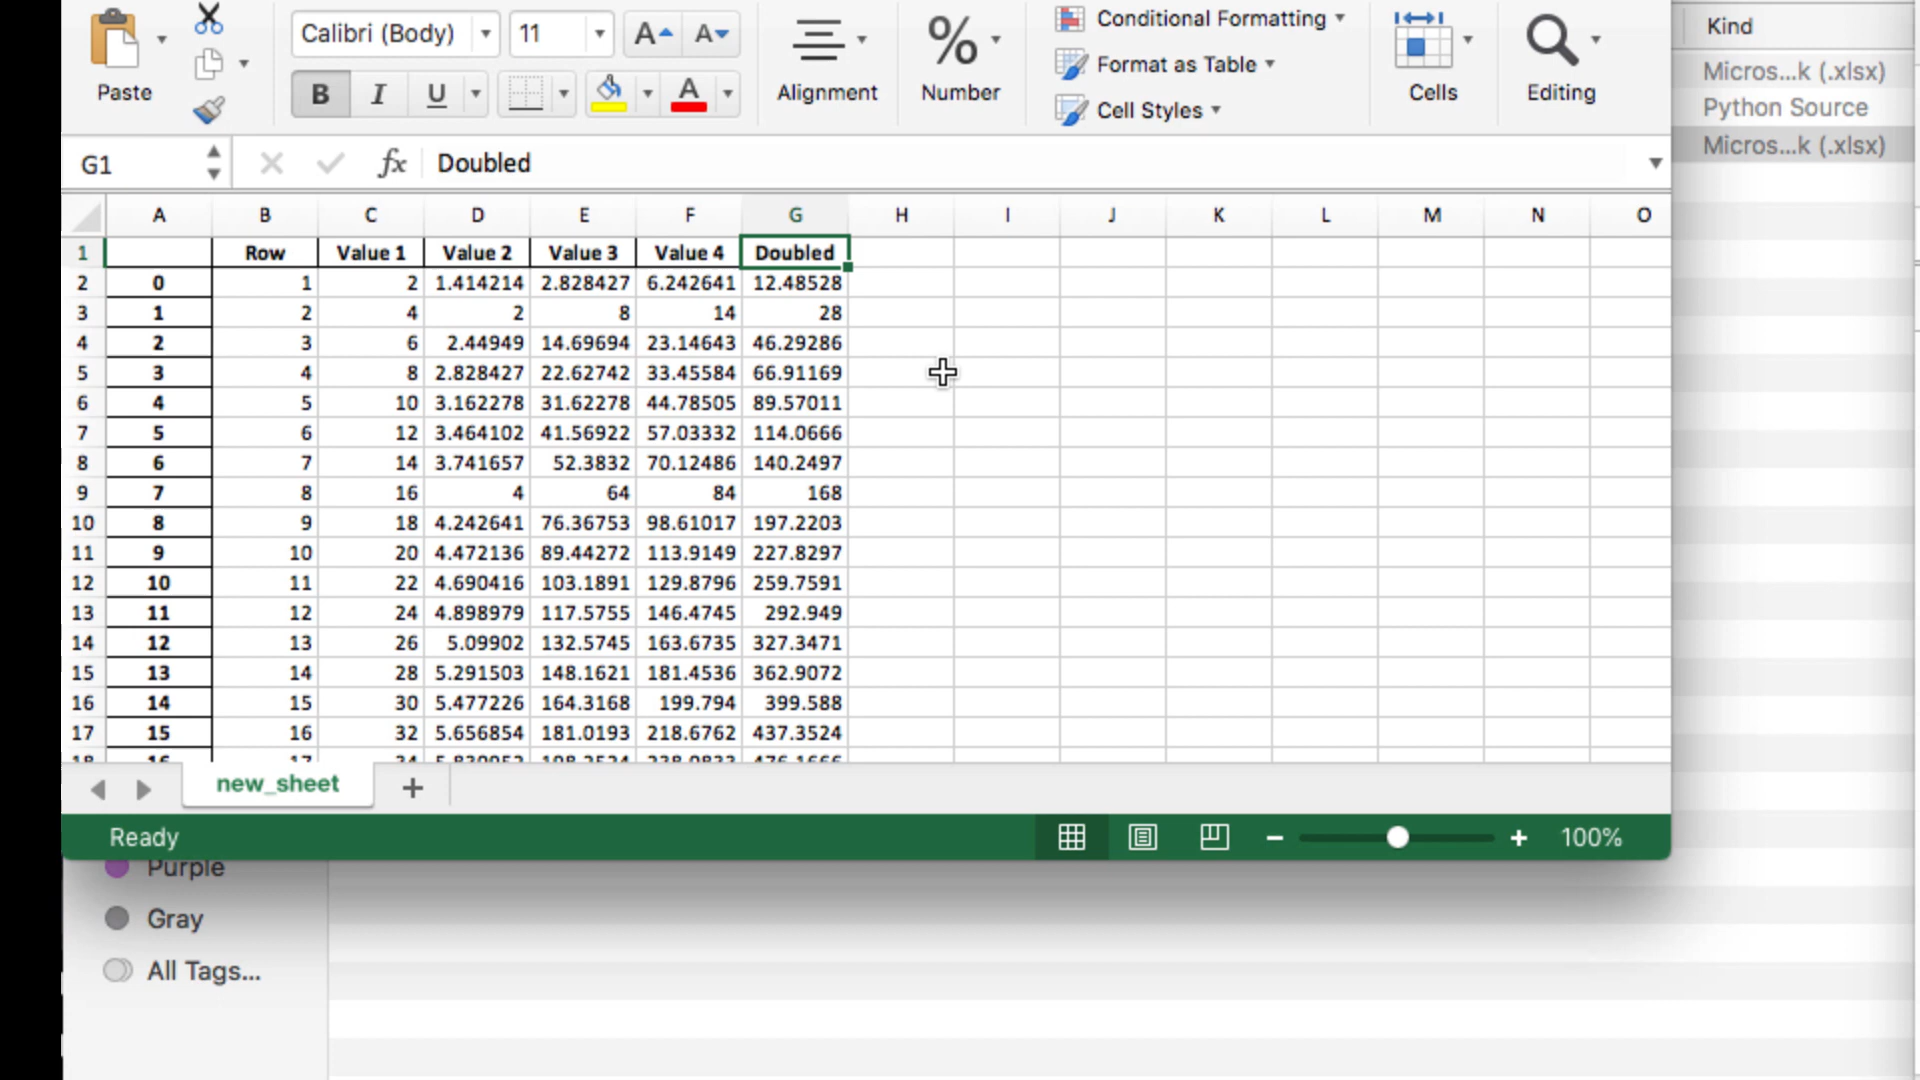 Calibri (Body) 11 A A Conditional Formatting Kind
Format as Table Micros...k (.xlsx)
Paste B I U A Alignment % Number Cell Styles Cells Editing Python Source
G1 fx Doubled Micros...k (.xlsx)
A B C D E F G H I J K L M N O
1 Row Value 1 Value 2 Value 3 Value 4 Doubled
2 0 1 2 1.414214 2.828427 6.242641 12.48528
3 1 2 4 2 8 14 28
4 2 3 6 2.44949 14.69694 23.14643 46.29286
5 3 4 8 2.828427 22.62742 33.45584 66.91169
6 4 5 10 3.162278 31.62278 44.78505 89.57011
7 5 6 12 3.464102 41.56922 57.03332 114.0666
8 6 7 14 3.741657 52.3832 70.12486 140.2497
9 7 8 16 4 64 84 168
10 8 9 18 4.242641 76.36753 98.61017 197.2203
11 9 10 20 4.472136 89.44272 113.9149 227.8297
12 10 11 22 4.690416 103.1891 129.8796 259.7591
13 11 12 24 4.898979 117.5755 146.4745 292.949
14 12 13 26 5.09902 132.5745 163.6735 327.3471
15 13 14 28 5.291503 148.1621 181.4536 362.9072
16 14 15 30 5.477226 164.3168 199.794 399.588
17 15 16 32 5.656854 181.0193 218.6762 437.3524
new_sheet +
Ready 100%
Purple
Gray
All Tags...